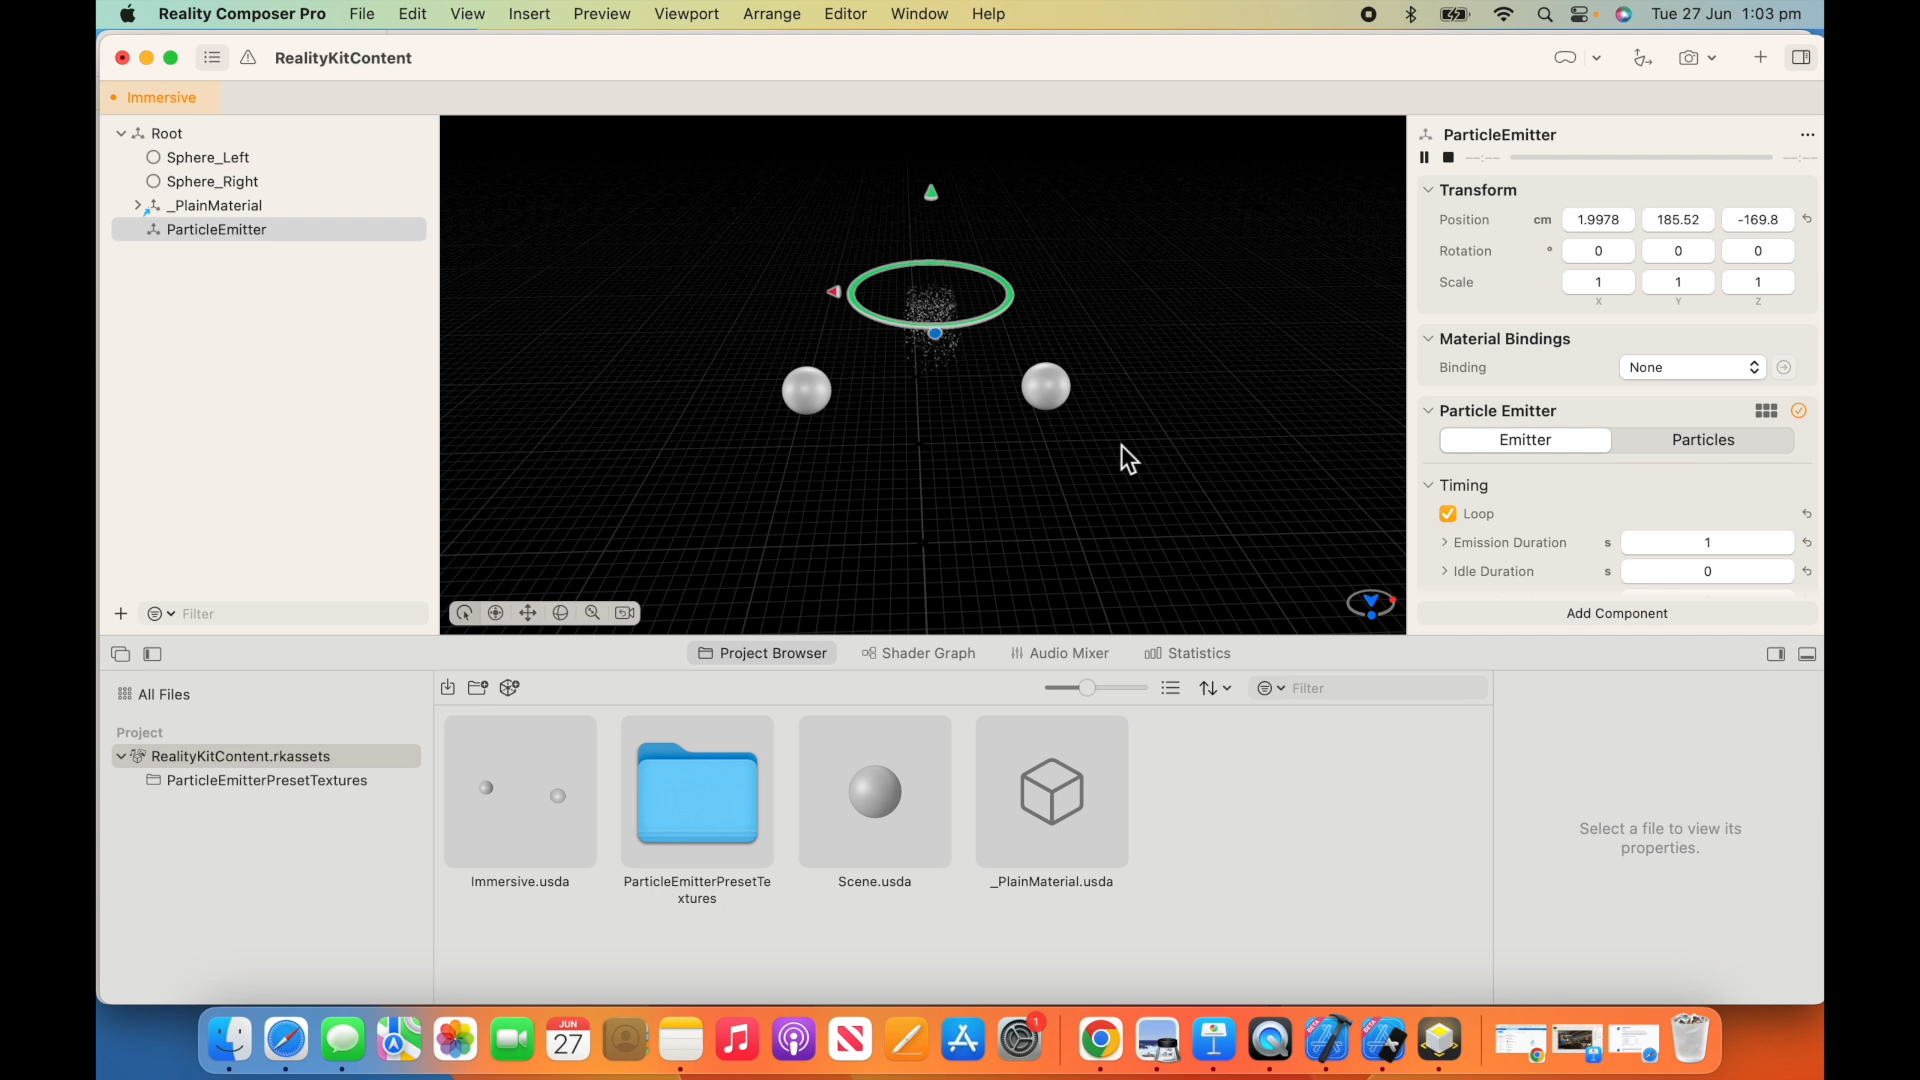 Reality Composer Pro File Edit View Insert Preview Viewport Arrange Editor Window Help Tue 27 Jun 1:03 pm
RealityKitContent
Immersive
Root
Sphere_Left
Sphere_Right
_PlainMaterial
ParticleEmitter
Filter
ParticleEmitter
--:-- --:--
Transform
Position cm 1.9978 185.52 -169.8
Rotation ° 0 0 0
Scale 1 1 1
X Y Z
Material Bindings
Binding None
Particle Emitter
Emitter Particles
Timing
Loop
Emission Duration s 1
Idle Duration s 0
Add Component
Project Browser Shader Graph Audio Mixer Statistics
All Files
Project
RealityKitContent.rkassets
ParticleEmitterPresetTextures
Filter
Immersive.usda
ParticleEmitterPresetTe
xtures
Scene.usda
_PlainMaterial.usda
Select a file to view its
properties.
JUN
27
1
BETA
BETA